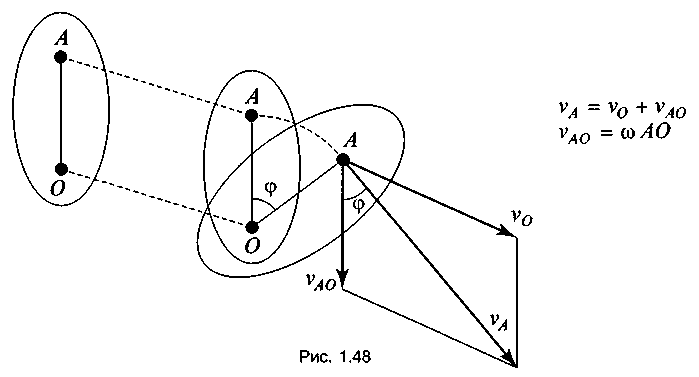 A
O
A
φ
O
A
φ
v_O
v_AO
v_A
v_A = v_O + v_AO
v_AO = ω AO
Рис. 1.48